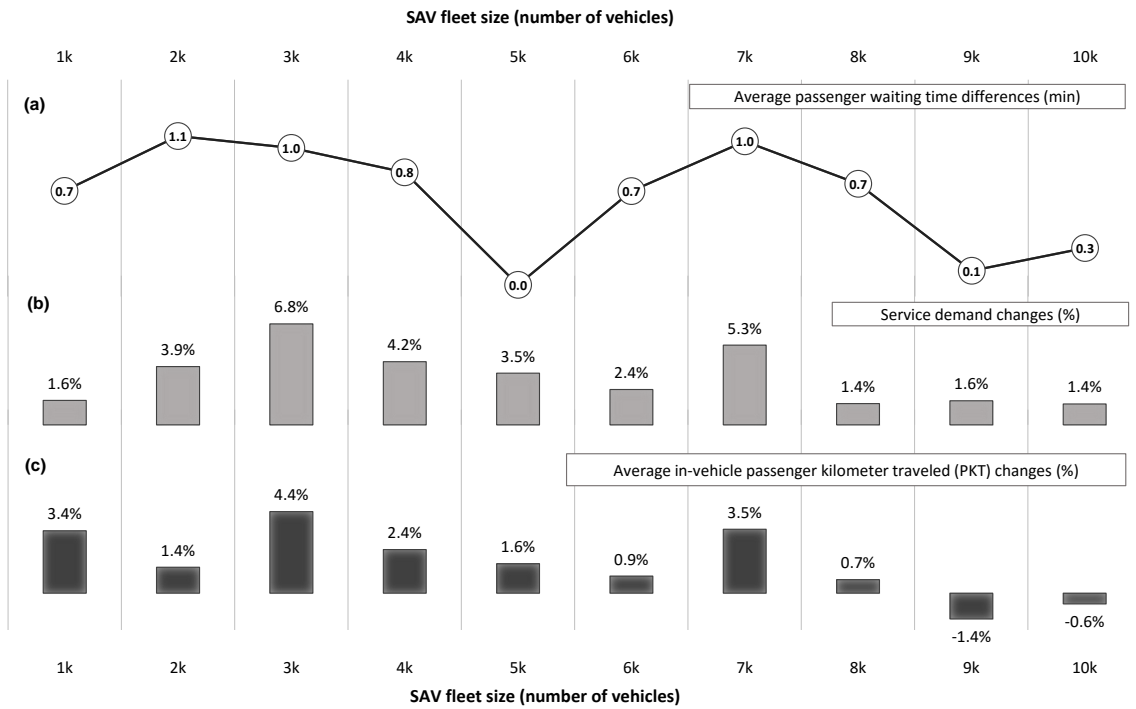 SAV fleet size (number of vehicles)
1k 2k 3k 4k 5k 6k 7k 8k 9k 10k
(a)
Average passenger waiting time differences (min)
0.7 1.1 1.0 0.8 0.0 0.7 1.0 0.7 0.1 0.3
(b)
Service demand changes (%)
1.6% 3.9% 6.8% 4.2% 3.5% 2.4% 5.3% 1.4% 1.6% 1.4%
(c)
Average in-vehicle passenger kilometer traveled (PKT) changes (%)
3.4% 1.4% 4.4% 2.4% 1.6% 0.9% 3.5% 0.7% -1.4% -0.6%
1k 2k 3k 4k 5k 6k 7k 8k 9k 10k
SAV fleet size (number of vehicles)